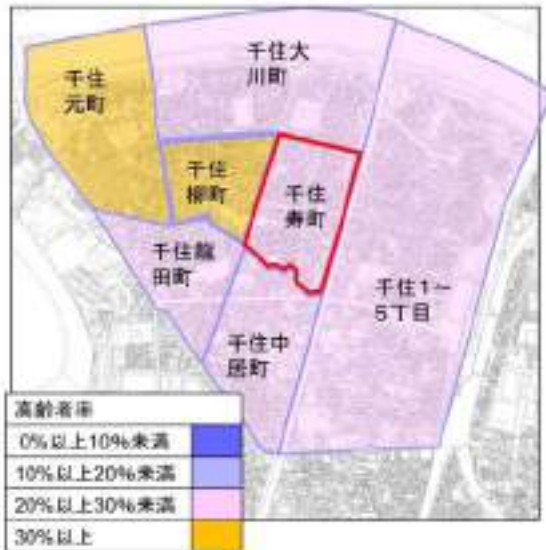 千住大
川町
千住
元町
千住
柳町
千住
寿町
千住龍
田町
千住1〜
5丁目
千住中
居町
高齢者率
0%以上10%未満
10%以上20%未満
20%以上30%未満
30%以上